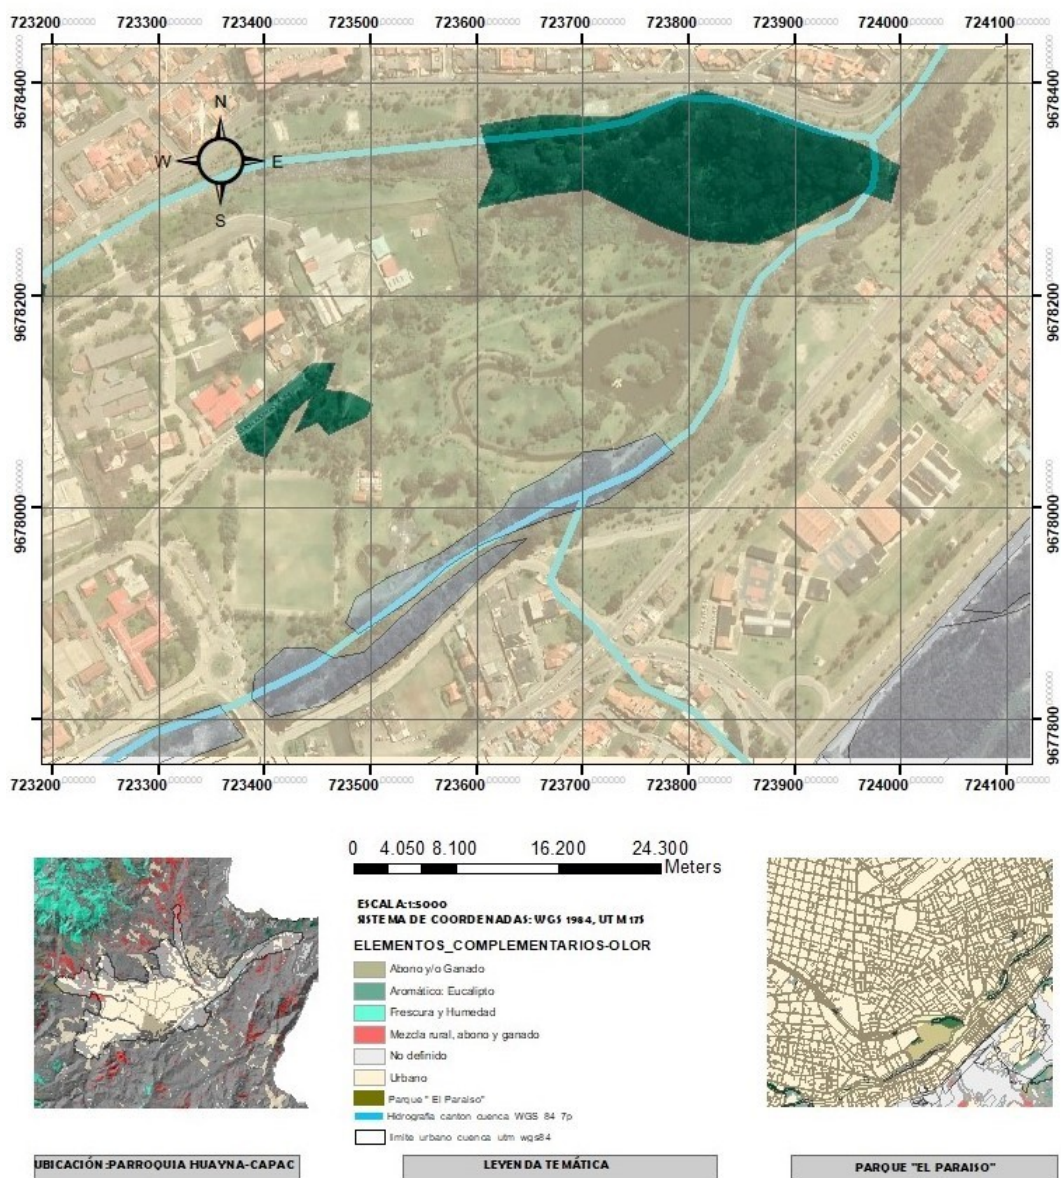 723200 723300 723400 723500 723600 723700 723800 723900 724000 724100
9678400 9678400
N
W E
S
9678200 9678200
9678000 9678000
9677800 9677800
723200 723300 723400 723500 723600 723700 723800 723900 724000 724100
0 4.050 8.100 16.200 24.300
Meters
ESCALA:1:5000
SISTEMA DE COORDENADAS: WGS 1984, UTM 17S
ELEMENTOS_COMPLEMENTARIOS-OLOR
Abono y/o Ganado
Aromático: Eucalipto
Frescura y Humedad
Mezcla rural, abono y ganado
No definido
Urbano
Parque " El Paraiso"
Hidrografia canton cuenca WGS 84 7p
limite urbano cuenca utm wgs84
UBICACIÓN:PARROQUIA HUAYNA-CAPAC
LEYENDA TEMÁTICA
PARQUE "EL PARAISO"